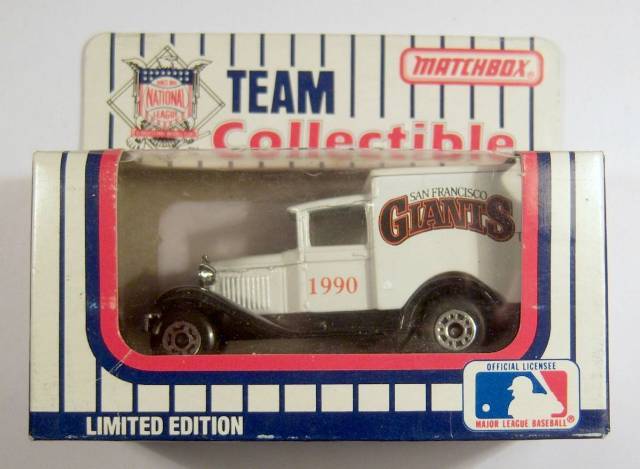 NATIONAL
LEAGUE
TEAM
MATCHBOX®
Collectible
SAN FRANCISCO
GIANTS
1990
OFFICIAL LICENSEE
MAJOR LEAGUE BASEBALL®
LIMITED EDITION